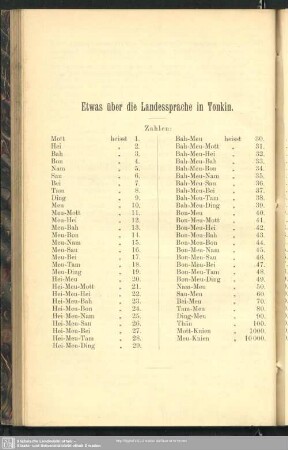 Etwas über die Landessprache in Tonkin.
Zahlen:
Mott heisst 1.
Hei „ 2.
Bah „ 3.
Bon „ 4.
Nam „ 5.
Sau „ 6.
Bei „ 7.
Tam „ 8.
Ding „ 9.
Meu „ 10.
Meu-Mott „ 11.
Meu-Hei „ 12.
Meu-Bah „ 13.
Meu-Bon „ 14.
Meu-Nam „ 15.
Meu-Sau „ 16.
Meu-Bei „ 17.
Meu-Tam „ 18.
Meu-Ding „ 19.
Hei-Meu „ 20.
Hei-Meu-Mott „ 21.
Hei-Meu-Hei „ 22.
Hei-Meu-Bah „ 23.
Hei-Meu-Bon „ 24.
Hei-Meu-Nam „ 25.
Hei-Meu-Sau „ 26.
Hei-Meu-Bei „ 27.
Hei-Meu-Tam „ 28.
Hei-Meu-Ding „ 29.
Bah-Meu heisst 30.
Bah-Meu-Mott „ 31.
Bah-Meu-Hei „ 32.
Bah-Meu-Bah „ 33.
Bah-Meu-Bon „ 34.
Bah-Meu-Nam „ 35.
Bah-Meu-Sau „ 36.
Bah-Meu-Bei „ 37.
Bah-Meu-Tam „ 38.
Bah-Meu-Ding „ 39.
Bon-Meu „ 40.
Bon-Meu-Mott „ 41.
Bon-Meu-Hei „ 42.
Bon-Meu-Bah „ 43.
Bon-Meu-Bon „ 44.
Bon-Meu-Nam „ 45.
Bon-Meu-Sau „ 46.
Bon-Meu-Bei „ 47.
Bon-Meu-Tam „ 48.
Bon-Meu-Ding „ 49.
Nam-Meu „ 50.
Sau-Meu „ 60.
Bei-Meu „ 70.
Tam-Meu „ 80.
Ding-Meu „ 90.
„ 100.
Mott-Knien „ 1000.
Meu-Knien „ 10000.